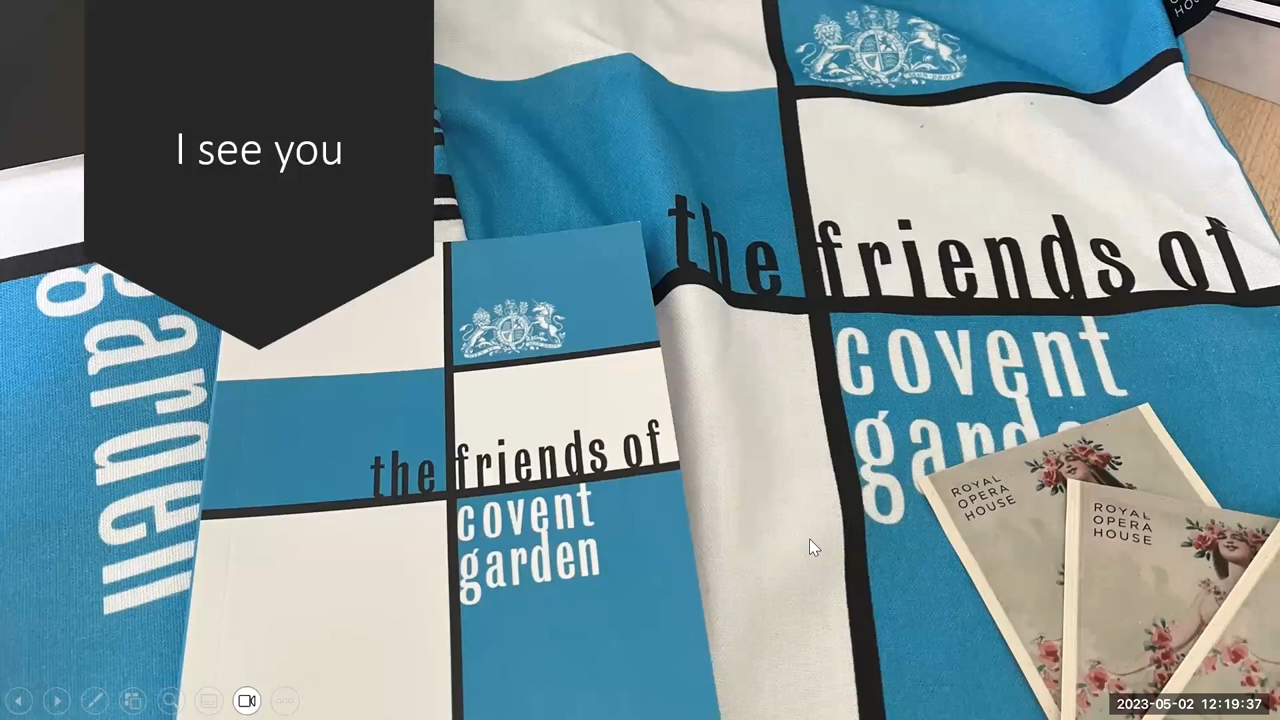 I see you
the friends of
covent
garden
garden
the friends of
covent
garden
ROYAL
OPERA
HOUSE
ROYAL
OPERA
HOUSE
2023-05-02 12:19:37